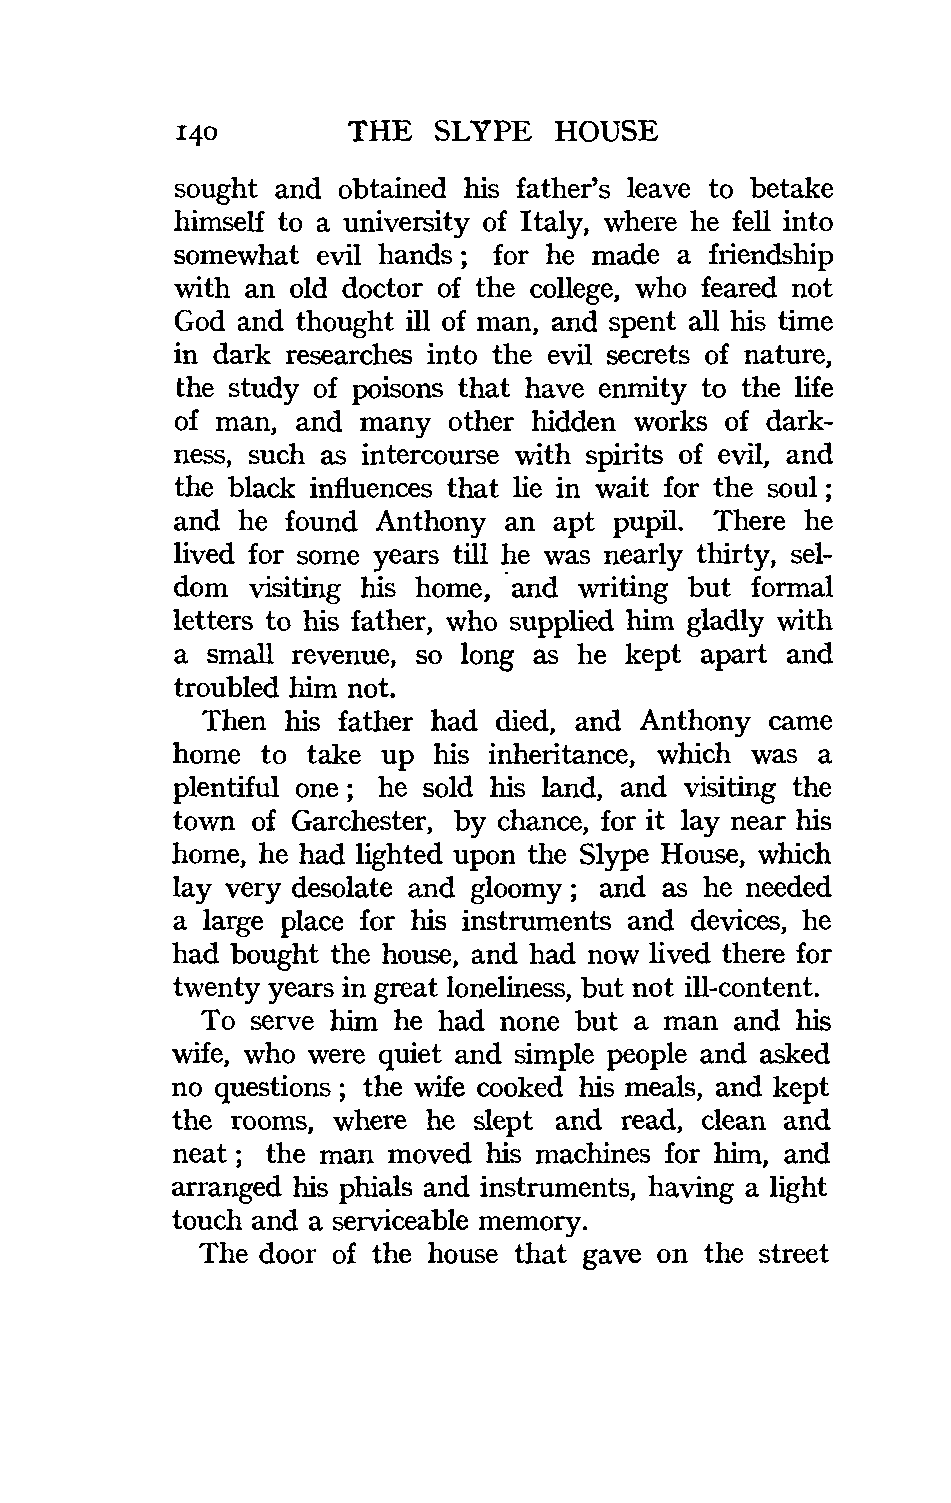 140 THE SLYPE HOUSE
sought and obtained his father's leave to betake
himself to a university of Italy, where he fell into
somewhat evil hands ; for he made a friendship
with an old doctor of the college, who feared not
God and thought ill of man, and spent all his time
in dark researches into the evil secrets of nature,
the study of poisons that have enmity to the life
of man, and many other hidden works of dark-
ness, such as intercourse with spirits of evil, and
the black influences that lie in wait for the soul ;
and he found Anthony an apt pupil. There he
lived for some years till he was nearly thirty, sel-
dom visiting his home, and writing but formal
letters to his father, who supplied him gladly with
a small revenue, so long as he kept apart and
troubled him not.
Then his father had died, and Anthony came
home to take up his inheritance, which was a
plentiful one ; he sold his land, and visiting the
town of Garchester, by chance, for it lay near his
home, he had lighted upon the Slype House, which
lay very desolate and gloomy ; and as he needed
a large place for his instruments and devices, he
had bought the house, and had now lived there for
twenty years in great loneliness, but not ill-content.
To serve him he had none but a man and his
wife, who were quiet and simple people and asked
no questions ; the wife cooked his meals, and kept
the rooms, where he slept and read, clean and
neat ; the man moved his machines for him, and
arranged his phials and instruments, having a light
touch and a serviceable memory.
The door of the house that gave on the street